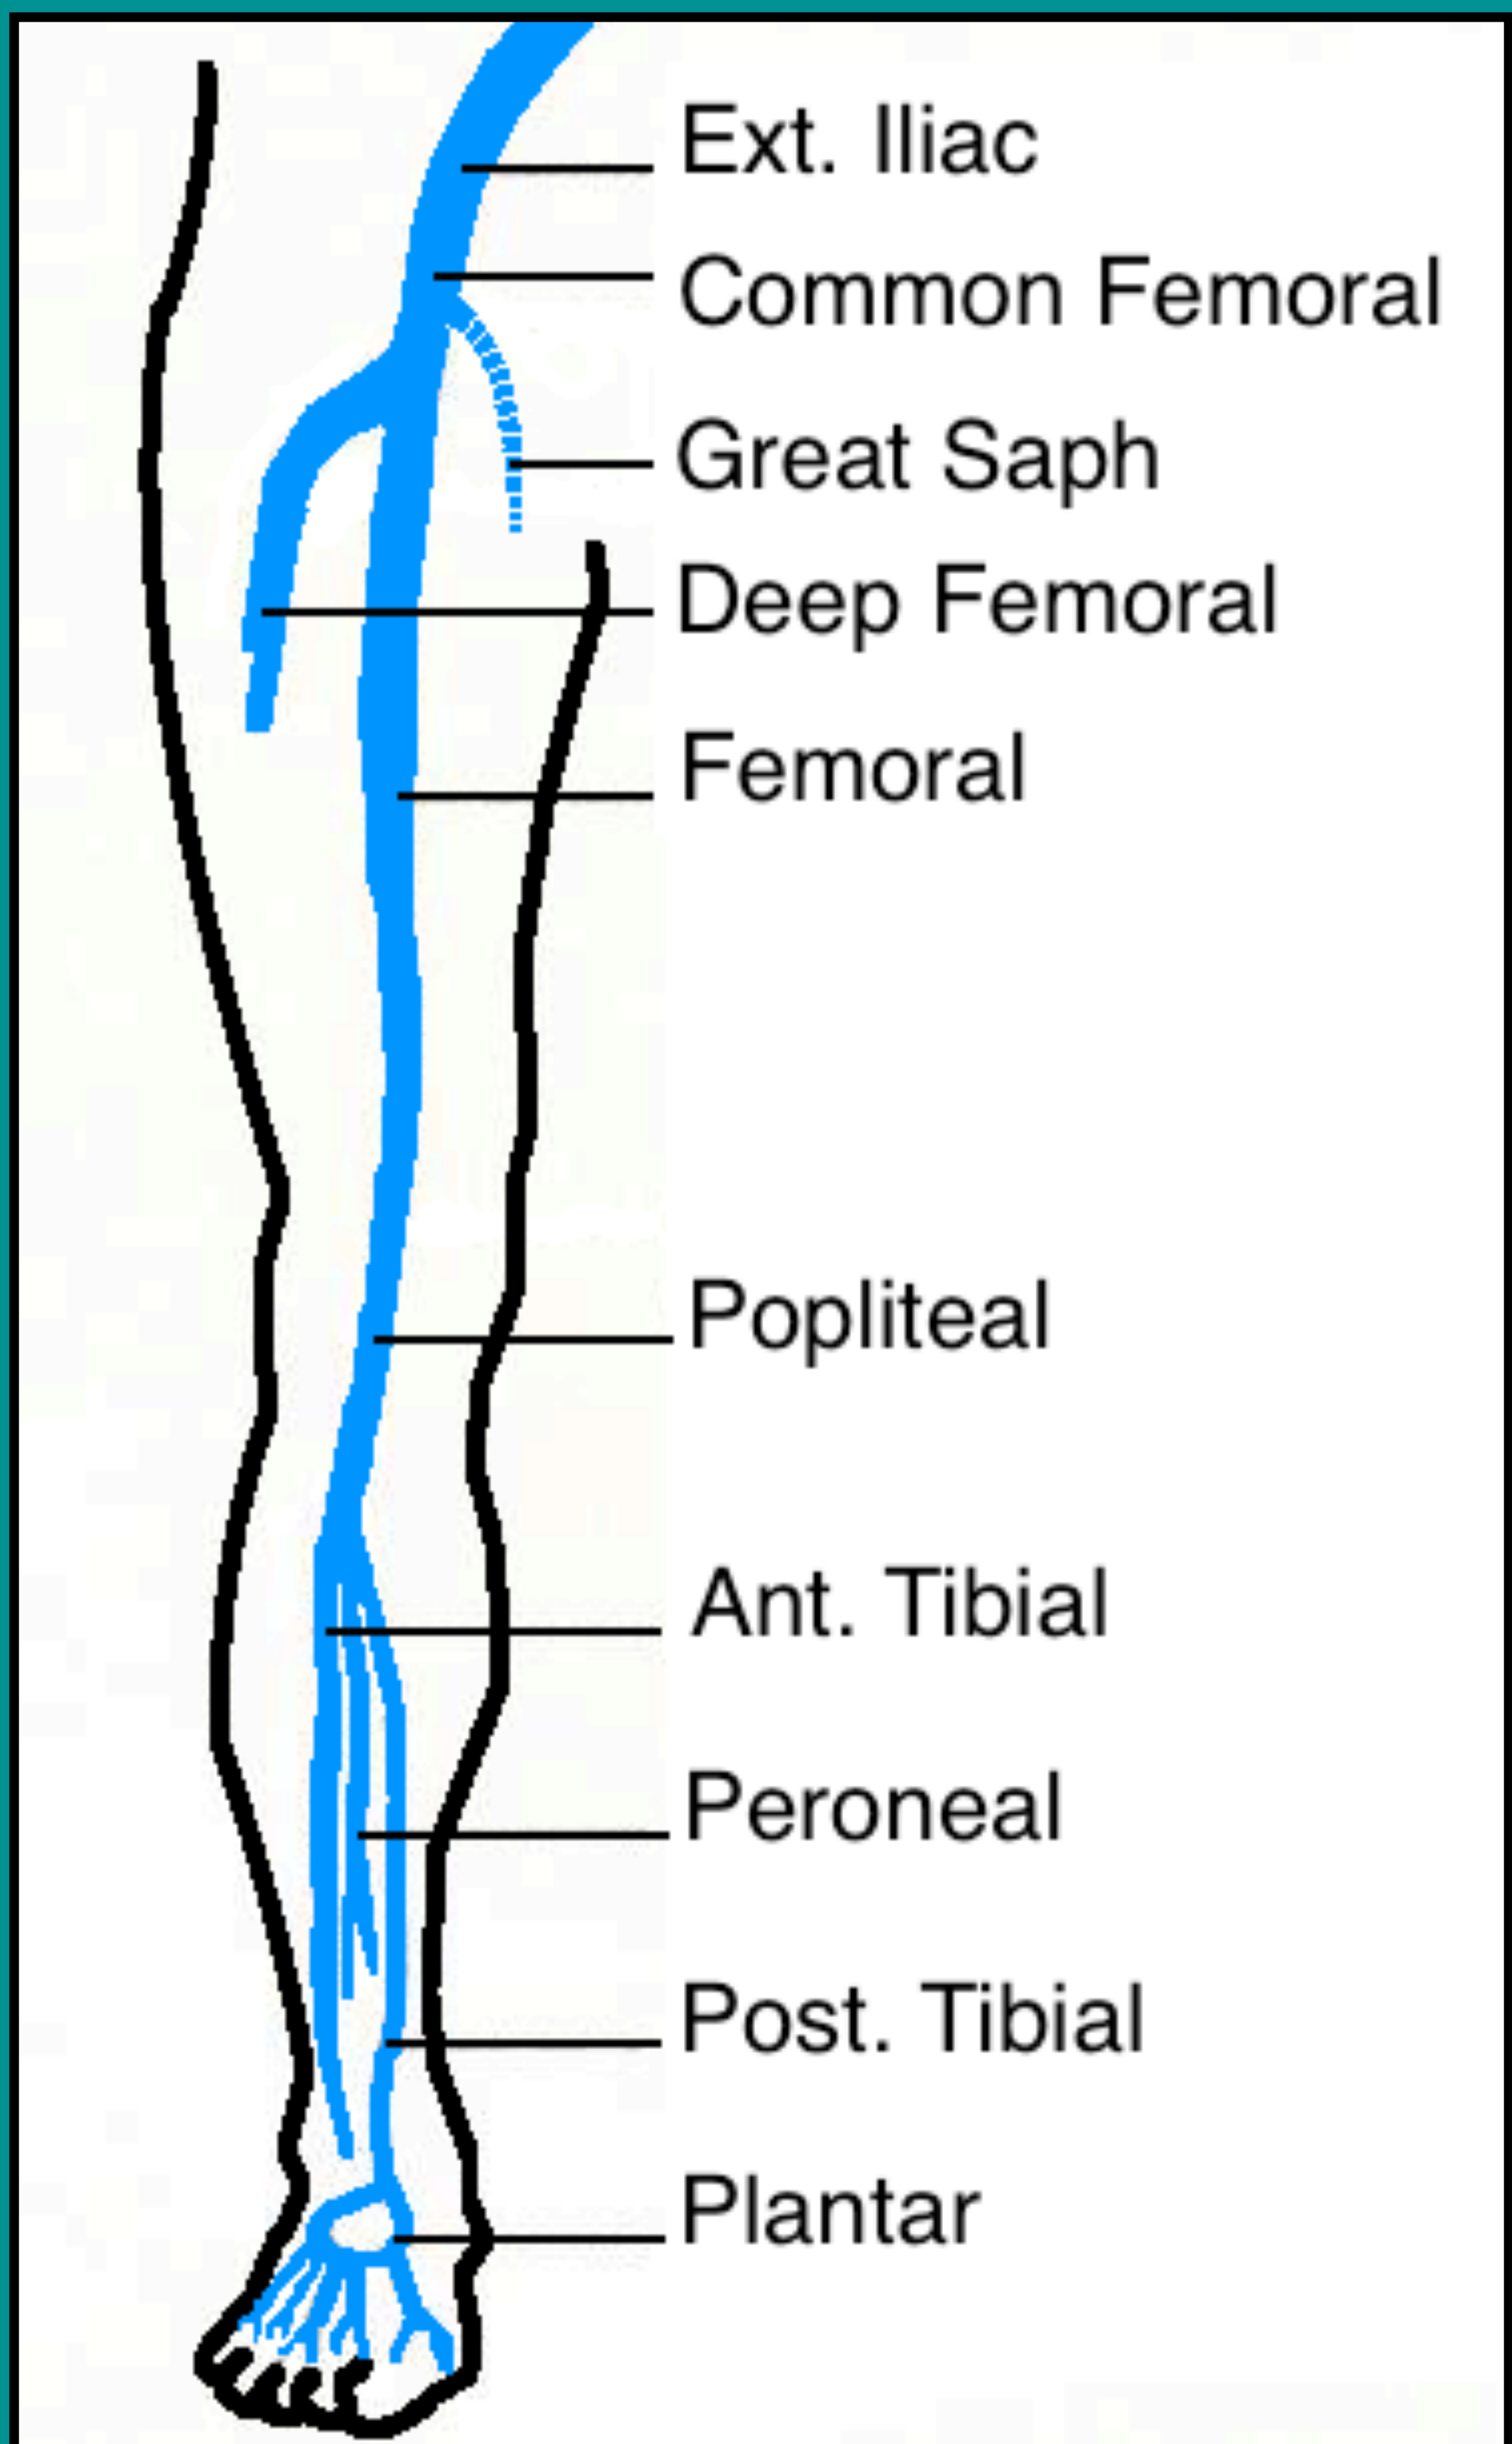 Ext. Iliac
Common Femoral
Great Saph
Deep Femoral
Femoral
Popliteal
Ant. Tibial
Peroneal
Post. Tibial
Plantar